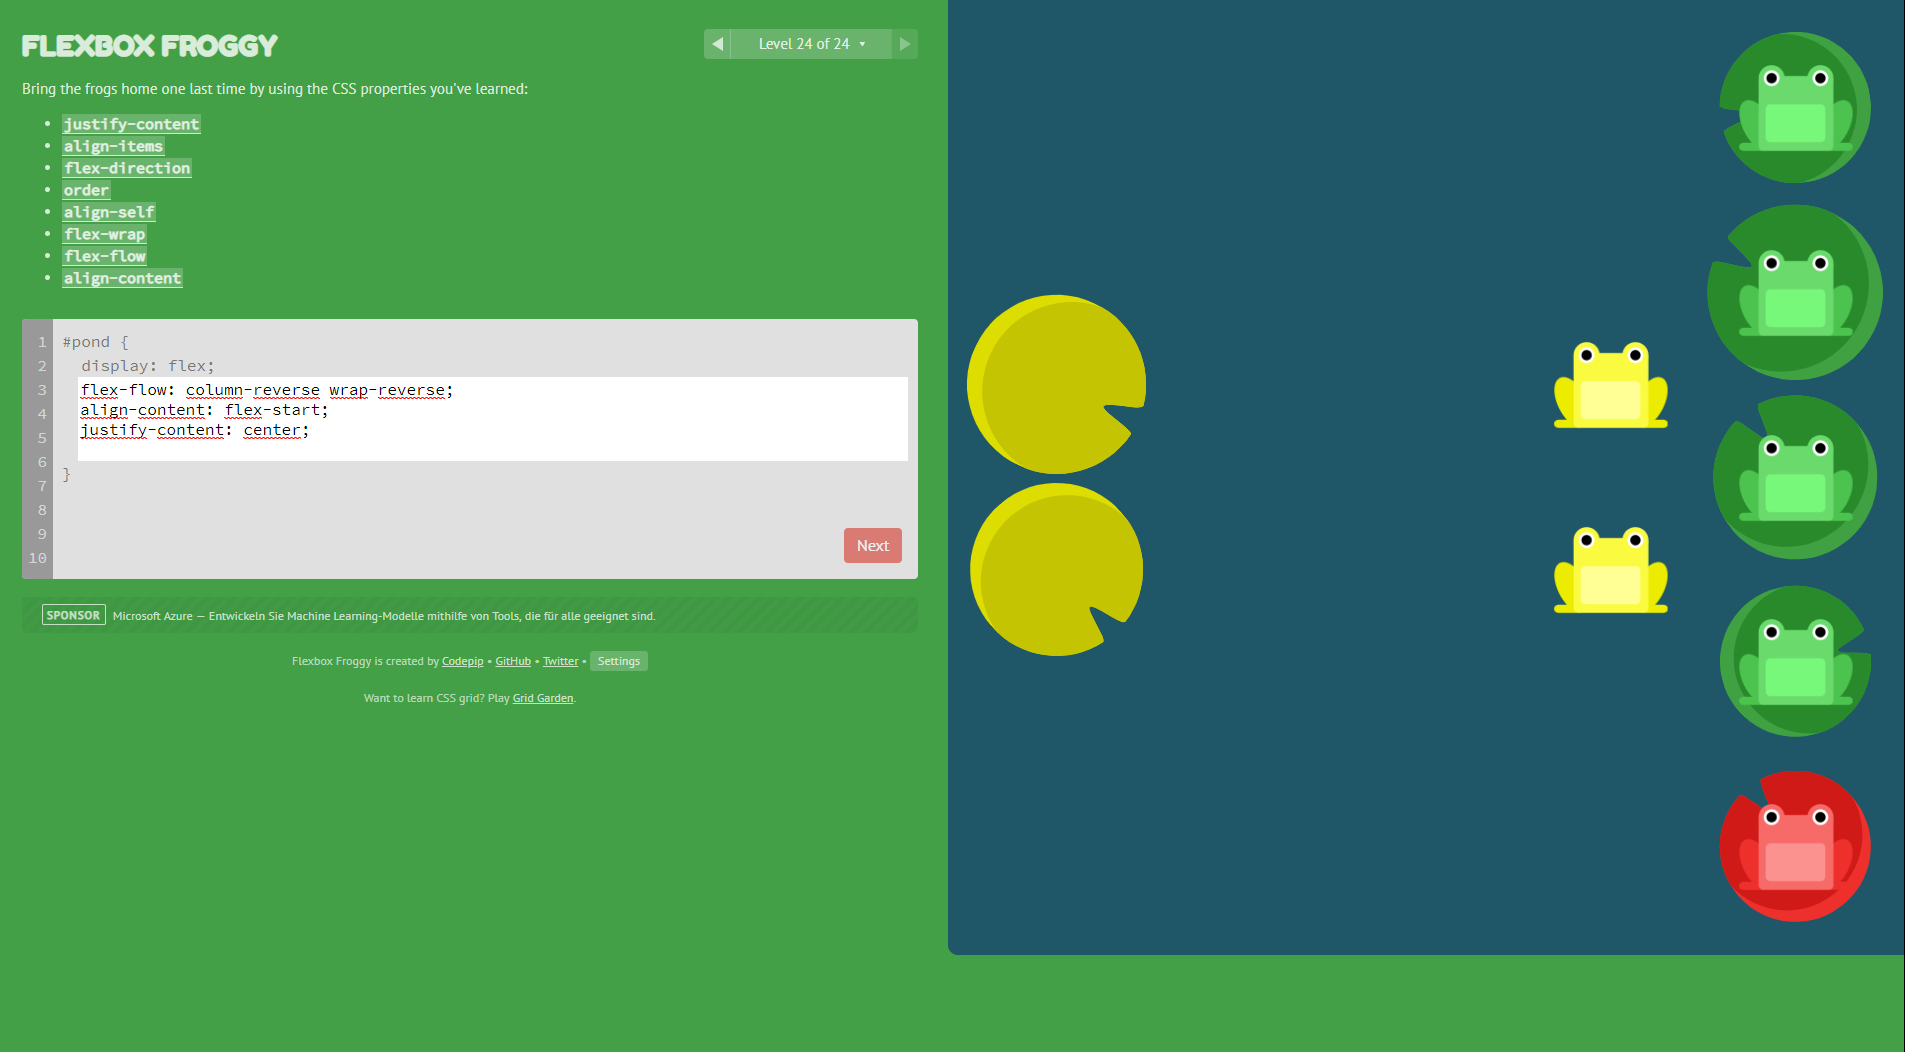 FLEXBOX FROGGY
Level 24 of 24
Bring the frogs home one last time by using the CSS properties you've learned:
justify-content
align-items
flex-direction
order
align-self
flex-wrap
flex-flow
align-content
1 #pond {
2 display: flex;
3 flex-flow: column-reverse wrap-reverse;
4 align-content: flex-start;
5 justify-content: center;
6 }
7
8
9
10
Next
SPONSOR Microsoft Azure — Entwickeln Sie Machine Learning-Modelle mithilfe von Tools, die für alle geeignet sind.
Flexbox Froggy is created by Codepip • GitHub • Twitter • Settings
Want to learn CSS grid? Play Grid Garden.